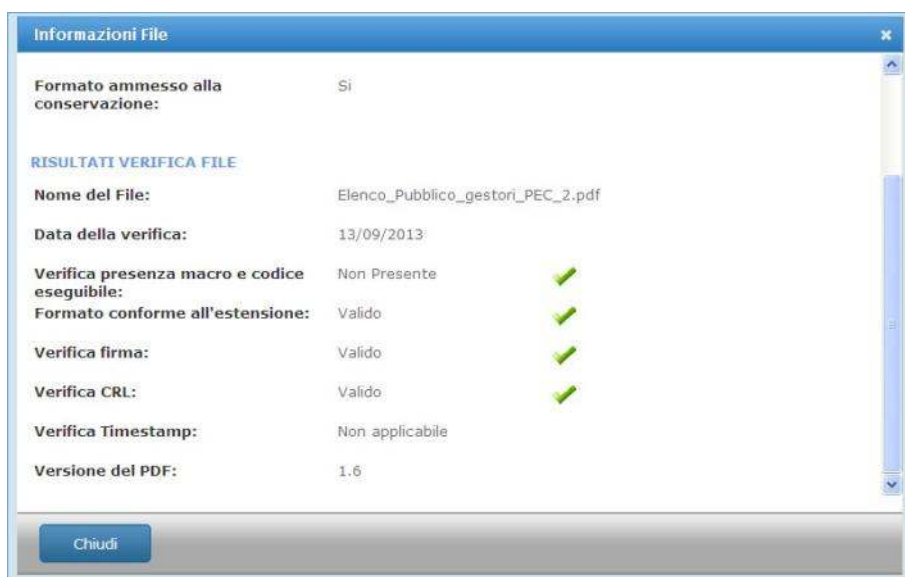 Informazioni File
Formato ammesso alla Si
conservazione:
RISULTATI VERIFICA FILE
Nome del File: Elenco_Pubblico_gestori_PEC_2.pdf
Data della verifica: 13/09/2013
Verifica presenza macro e codice Non Presente
eseguibile:
Formato conforme all'estensione: Valido
Verifica firma: Valido
Verifica CRL: Valido
Verifica Timestamp: Non applicabile
Versione del PDF: 1.6
Chiudi